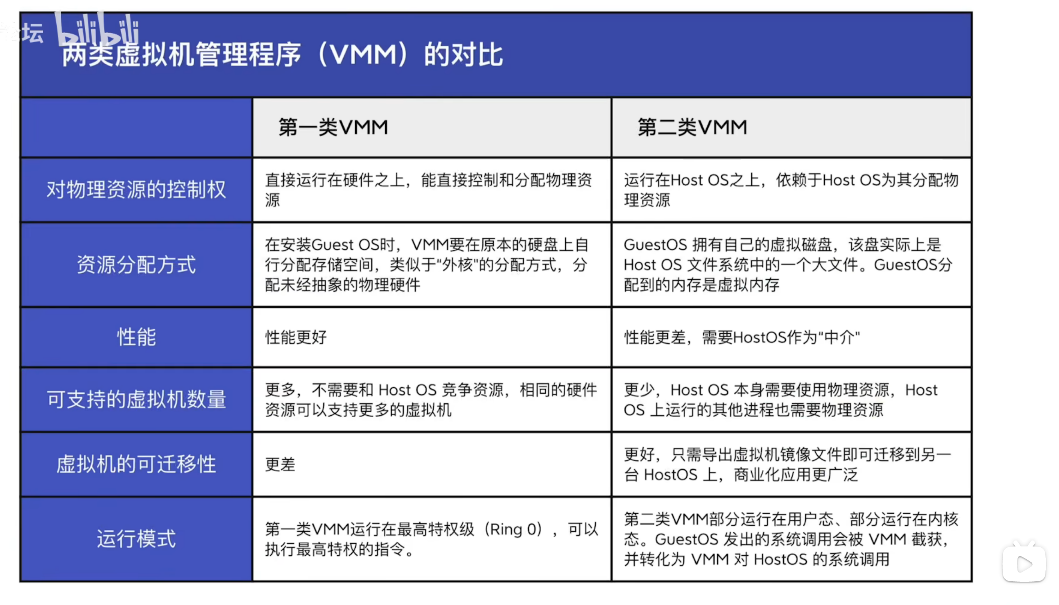 坛 bilibili
两类虚拟机管理程序（VMM）的对比
第一类VMM
第二类VMM
对物理资源的控制权
直接运行在硬件之上，能直接控制和分配物理资
源
运行在Host OS之上，依赖于Host OS为其分配物
理资源
资源分配方式
在安装Guest OS时，VMM要在原本的硬盘上自
行分配存储空间，类似于“外核”的分配方式，分
配未经抽象的物理硬件
GuestOS 拥有自己的虚拟磁盘，该盘实际上是
Host OS 文件系统中的一个大文件。GuestOS分
配到的内存是虚拟内存
性能
性能更好
性能更差，需要HostOS作为“中介”
可支持的虚拟机数量
更多，不需要和 Host OS 竞争资源，相同的硬件
资源可以支持更多的虚拟机
更少，Host OS 本身需要使用物理资源，Host
OS 上运行的其他进程也需要物理资源
虚拟机的可迁移性
更差
更好，只需导出虚拟机镜像文件即可迁移到另一
台 HostOS 上，商业化应用更广泛
运行模式
第一类VMM运行在最高特权级（Ring 0），可以
执行最高特权的指令。
第二类VMM部分运行在用户态、部分运行在内核
态。GuestOS 发出的系统调用会被 VMM 截获，
并转化为 VMM 对 HostOS 的系统调用